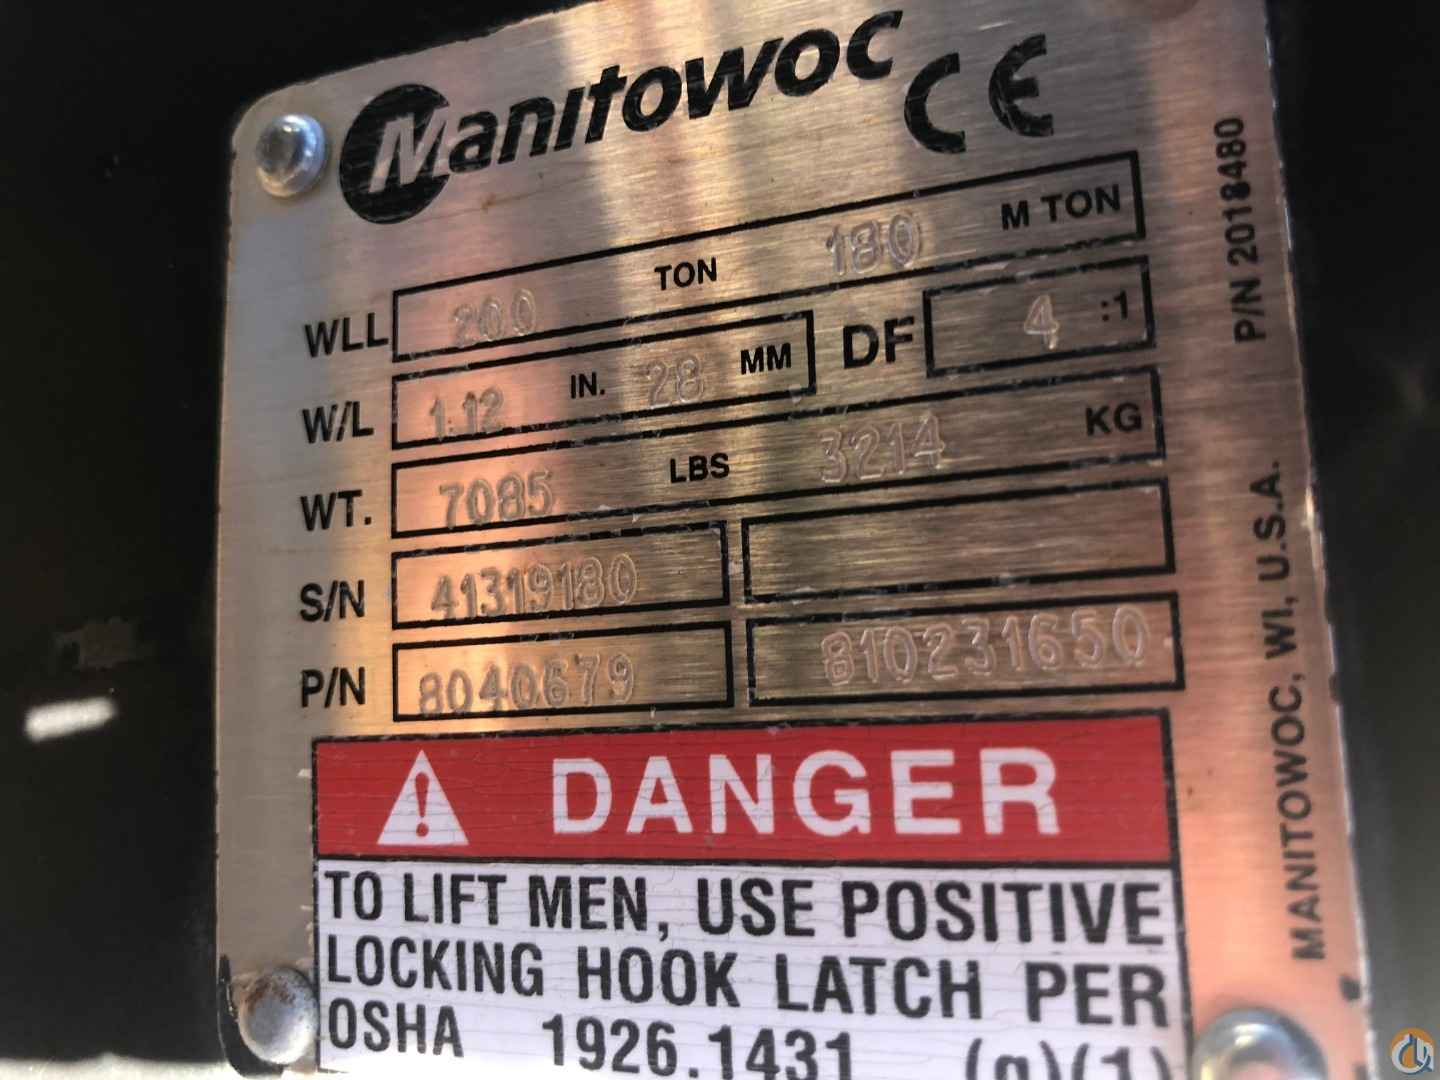 Manitowoc CE
WLL 200 TON 180 M TON
W/L 1.12 IN. 28 MM DF 4 :1
WT. 7085 LBS 3214 KG
S/N 41319180
P/N 8040679 810231650
DANGER
TO LIFT MEN, USE POSITIVE
LOCKING HOOK LATCH PER
OSHA 1926.1431 (g)(1)
P/N 2018480
MANITOWOC, WI, U.S.A.